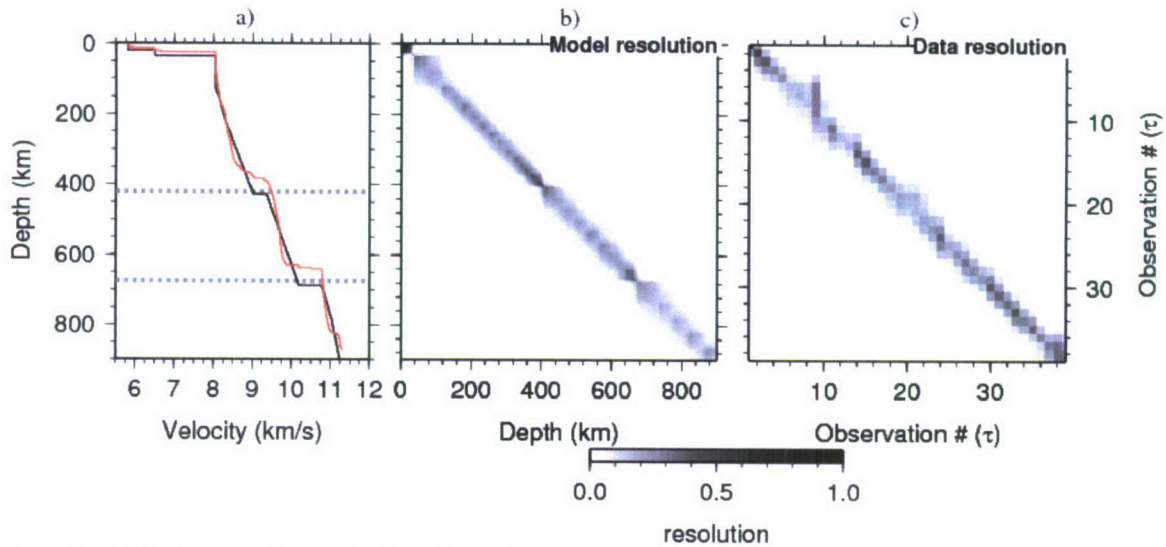 a)
b)
c)
Model resolution
Data resolution
0
200
400
600
800
Depth (km)
6 7 8 9 10 11 12
Velocity (km/s)
0 200 400 600 800
Depth (km)
10 20 30
Observation # (τ)
10
20
30
Observation # (τ)
0.0 0.5 1.0
resolution